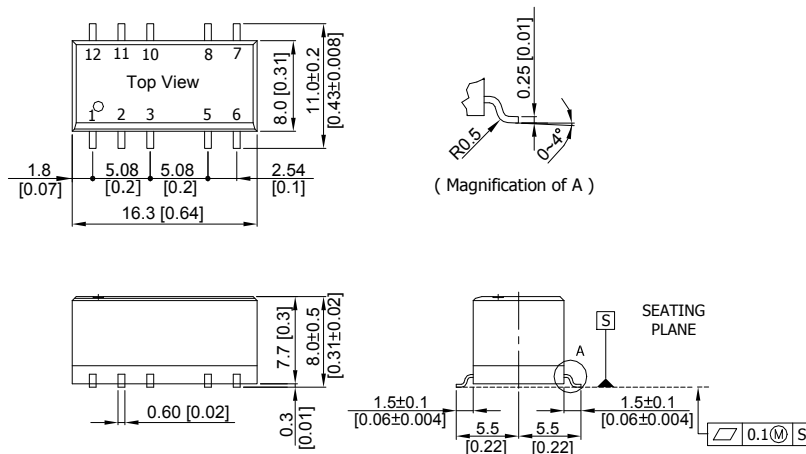 12 11 10 8 7
Top View
1 2 3 5 6
8.0 [0.31]
11.0±0.2
[0.43±0.008]
1.8
[0.07]
5.08
[0.2]
5.08
[0.2]
2.54
[0.1]
16.3 [0.64]
0.25 [0.01]
R0.5
0~4°
( Magnification of A )
7.7 [0.3]
8.0±0.5
[0.31±0.02]
0.60 [0.02]
0.3
[0.01]
S
SEATING
PLANE
A
1.5±0.1
[0.06±0.004]
1.5±0.1
[0.06±0.004]
5.5
[0.22]
5.5
[0.22]
⏥ 0.1Ⓜ S